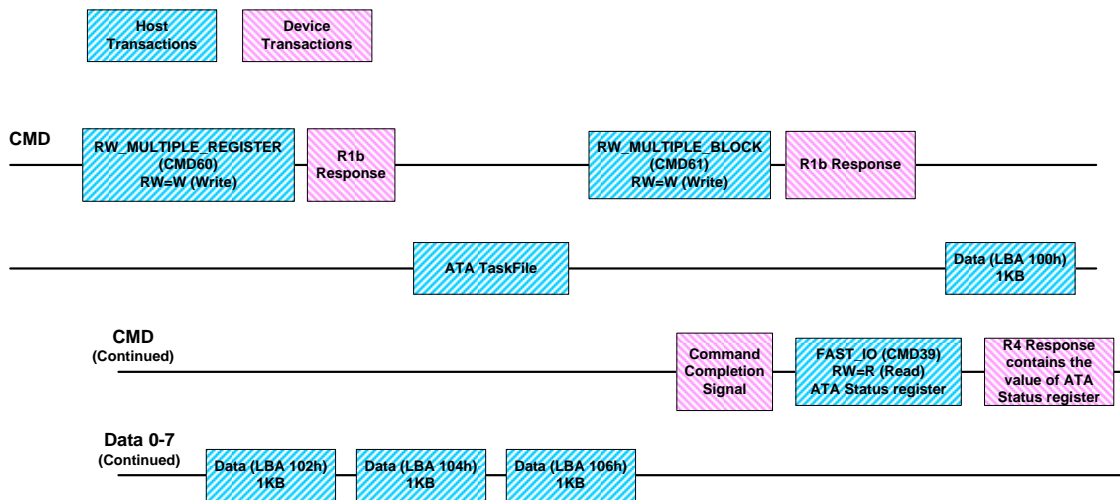 Host
Transactions
Device
Transactions
CMD
RW_MULTIPLE_REGISTER
(CMD60)
RW=W (Write)
R1b
Response
RW_MULTIPLE_BLOCK
(CMD61)
RW=W (Write)
R1b Response
ATA TaskFile
Data (LBA 100h)
1KB
CMD
(Continued)
Command
Completion
Signal
FAST_IO (CMD39)
RW=R (Read)
ATA Status register
R4 Response
contains the
value of ATA
Status register
Data 0-7
(Continued)
Data (LBA 102h)
1KB
Data (LBA 104h)
1KB
Data (LBA 106h)
1KB